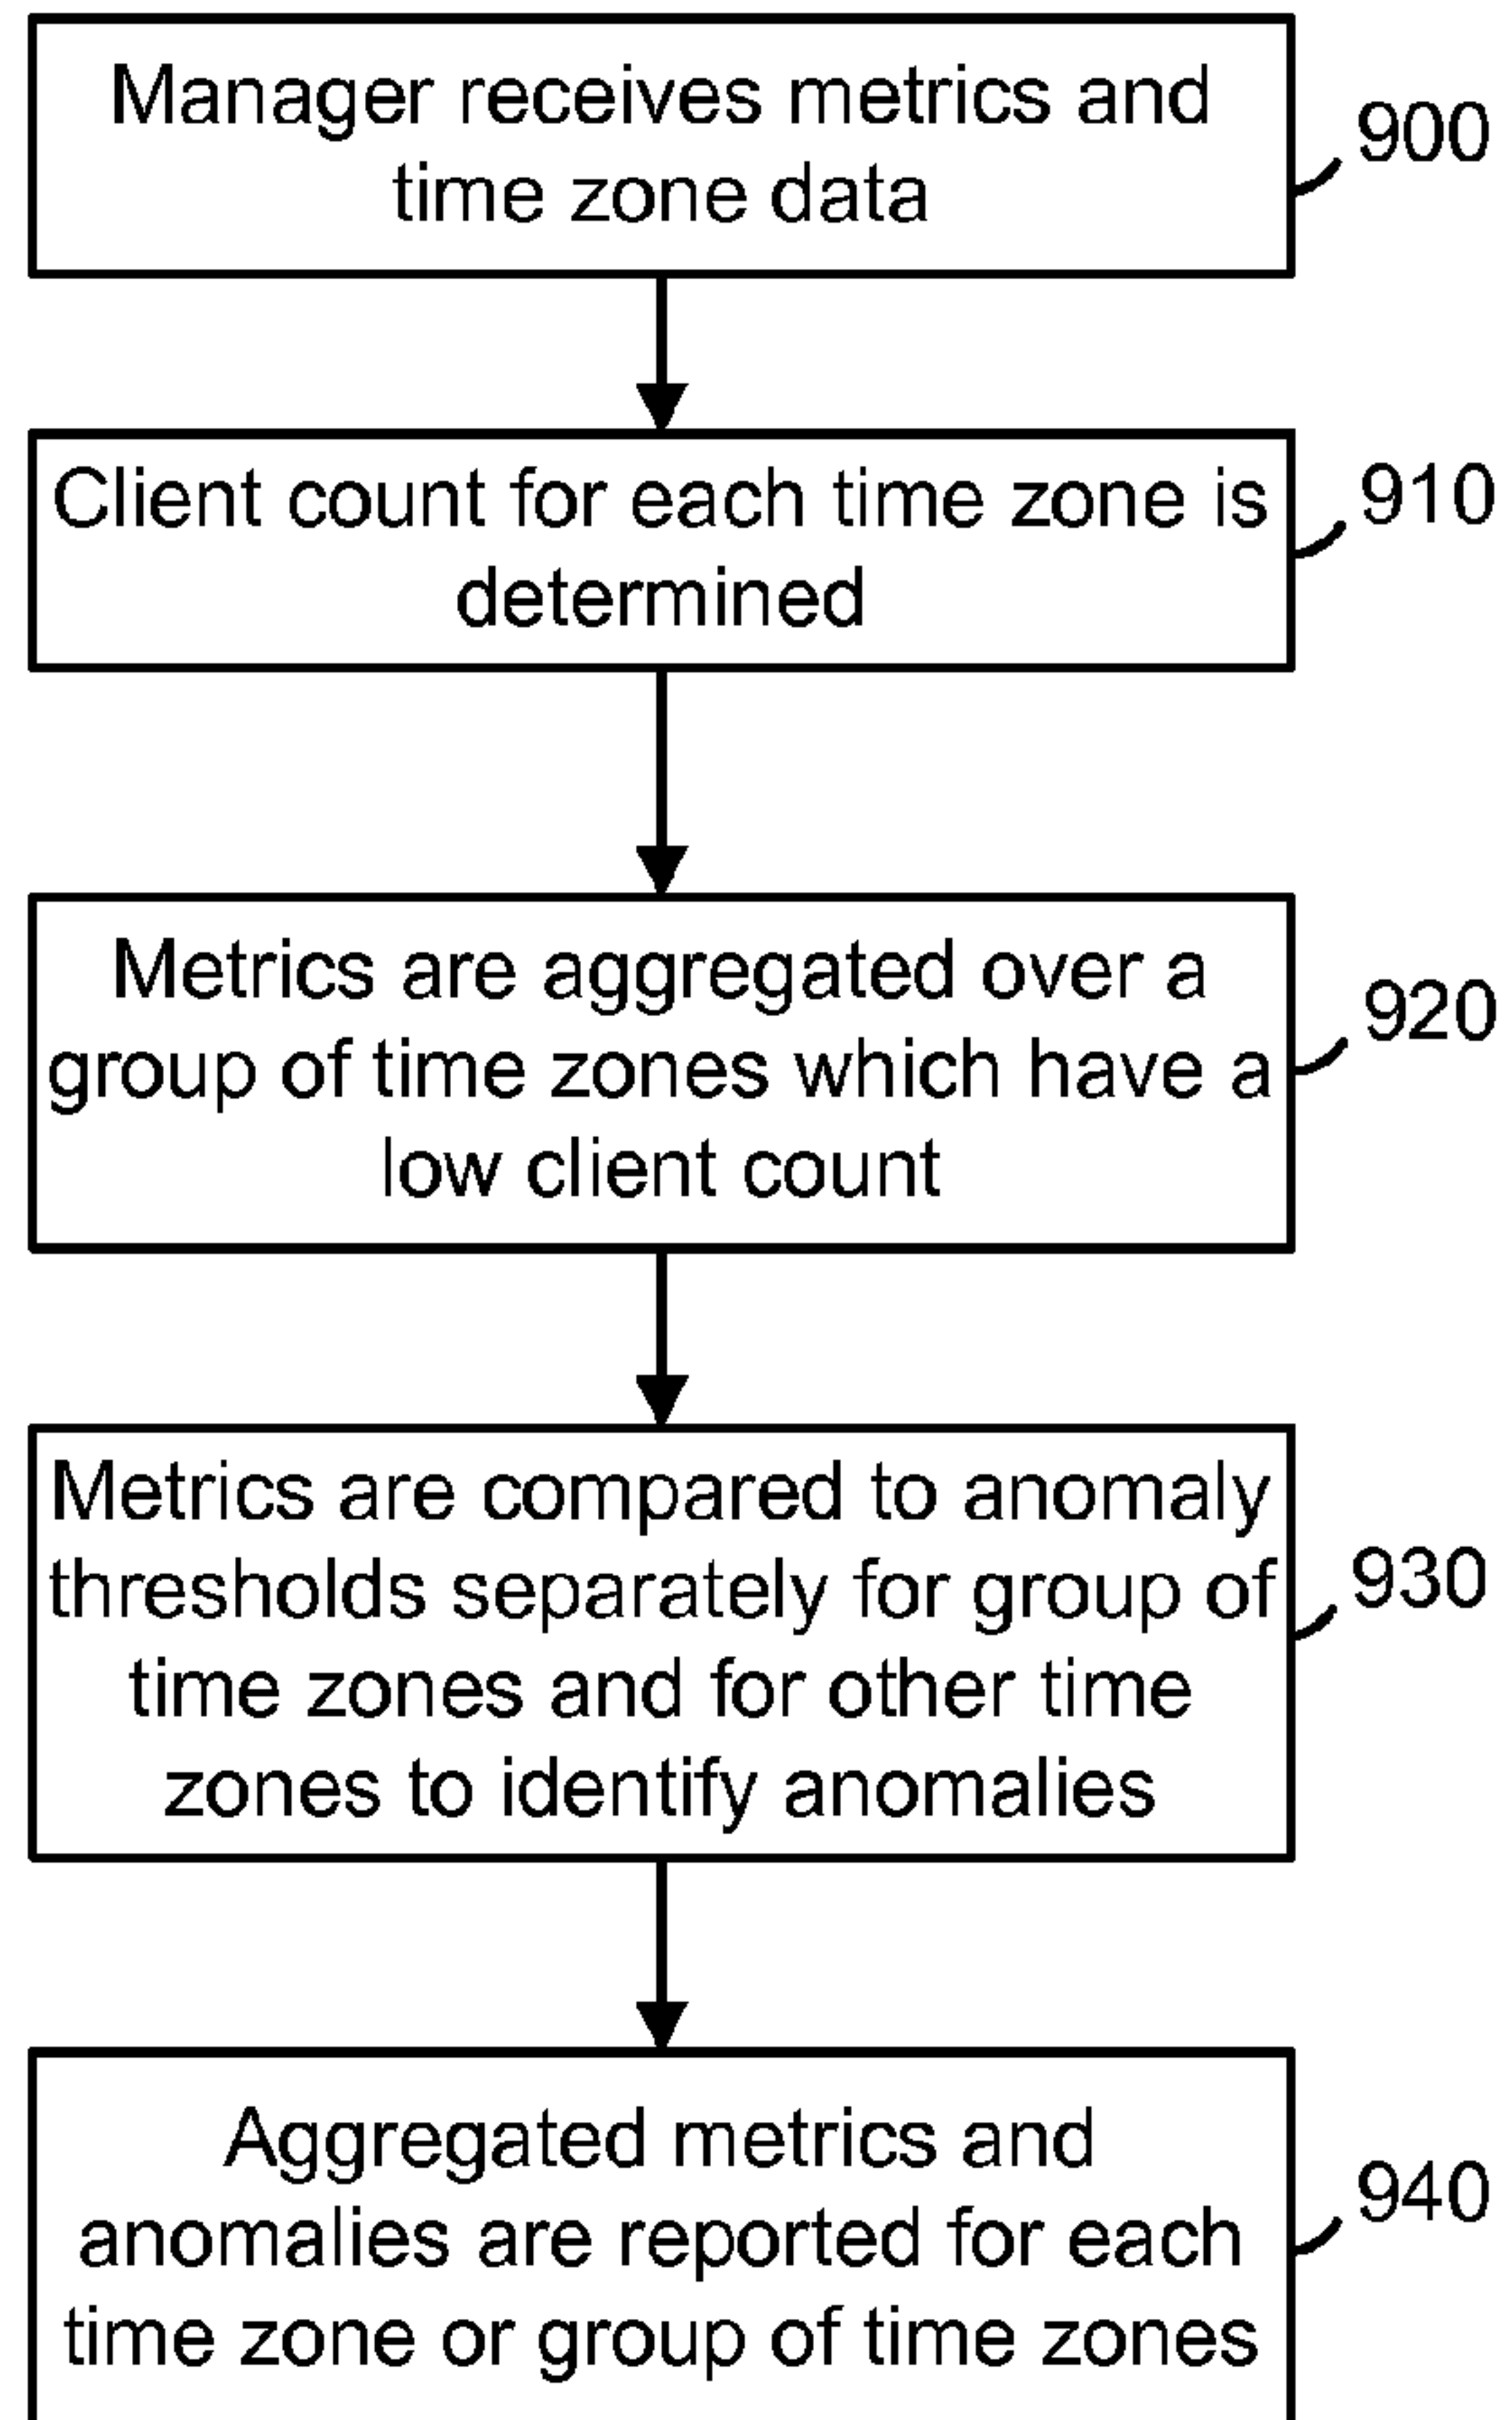 Manager receives metrics and
time zone data
900
Client count for each time zone is
determined
910
Metrics are aggregated over a
group of time zones which have a
low client count
920
Metrics are compared to anomaly
thresholds separately for group of
time zones and for other time
zones to identify anomalies
930
Aggregated metrics and
anomalies are reported for each
time zone or group of time zones
940